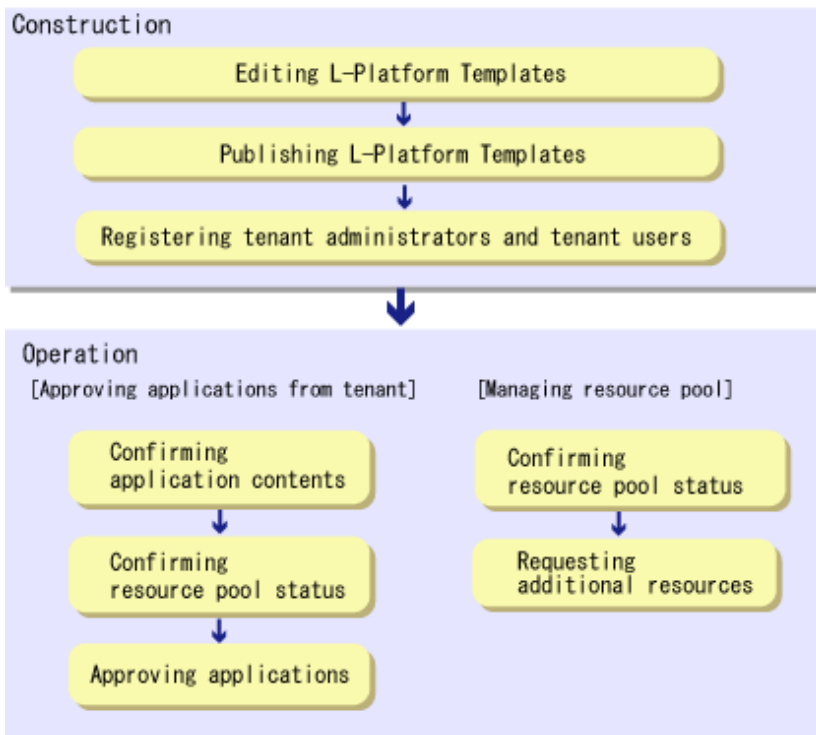 Construction
Editing L-Platform Templates
Publishing L-Platform Templates
Registering tenant administrators and tenant users
Operation
[Approving applications from tenant]
Confirming
application contents
Confirming
resource pool status
Approving applications
[Managing resource pool]
Confirming
resource pool status
Requesting
additional resources